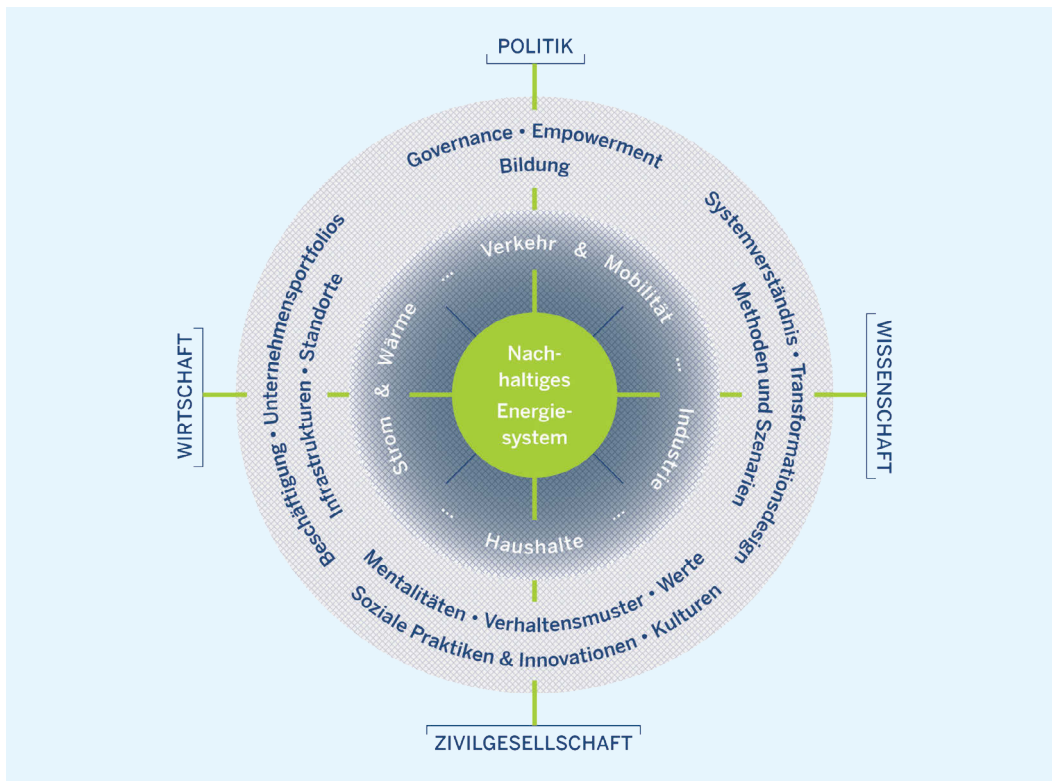 POLITIK
Governance • Empowerment
Bildung
Systemverständnis • Transformationsdesign
Methoden und Szenarien
WISSENSCHAFT
WIRTSCHAFT
Beschäftigung • Unternehmensportfolios
Infrastrukturen • Standorte
Strom & Wärme
...
Verkehr & Mobilität
...
Industrie
...
Haushalte
...
Nach-
haltiges
Energie-
system
Mentalitäten • Verhaltensmuster • Werte
Soziale Praktiken & Innovationen • Kulturen
ZIVILGESELLSCHAFT